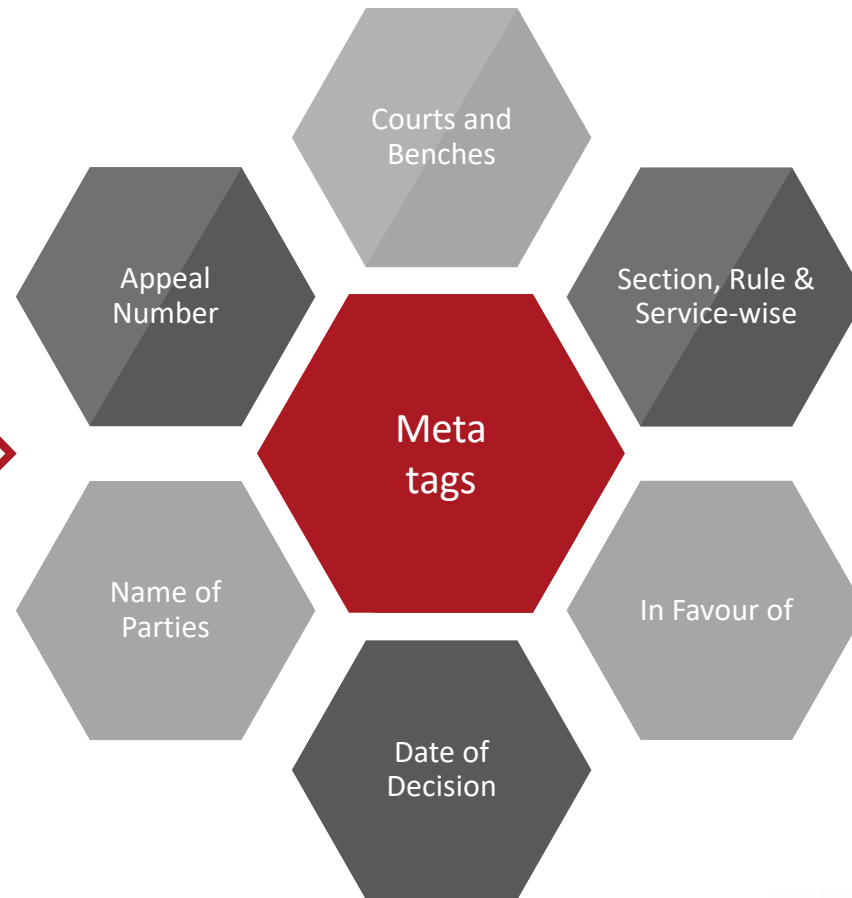 Courts and
Benches
Appeal
Number
Section, Rule &
Service-wise
Meta
tags
Name of
Parties
In Favour of
Date of
Decision